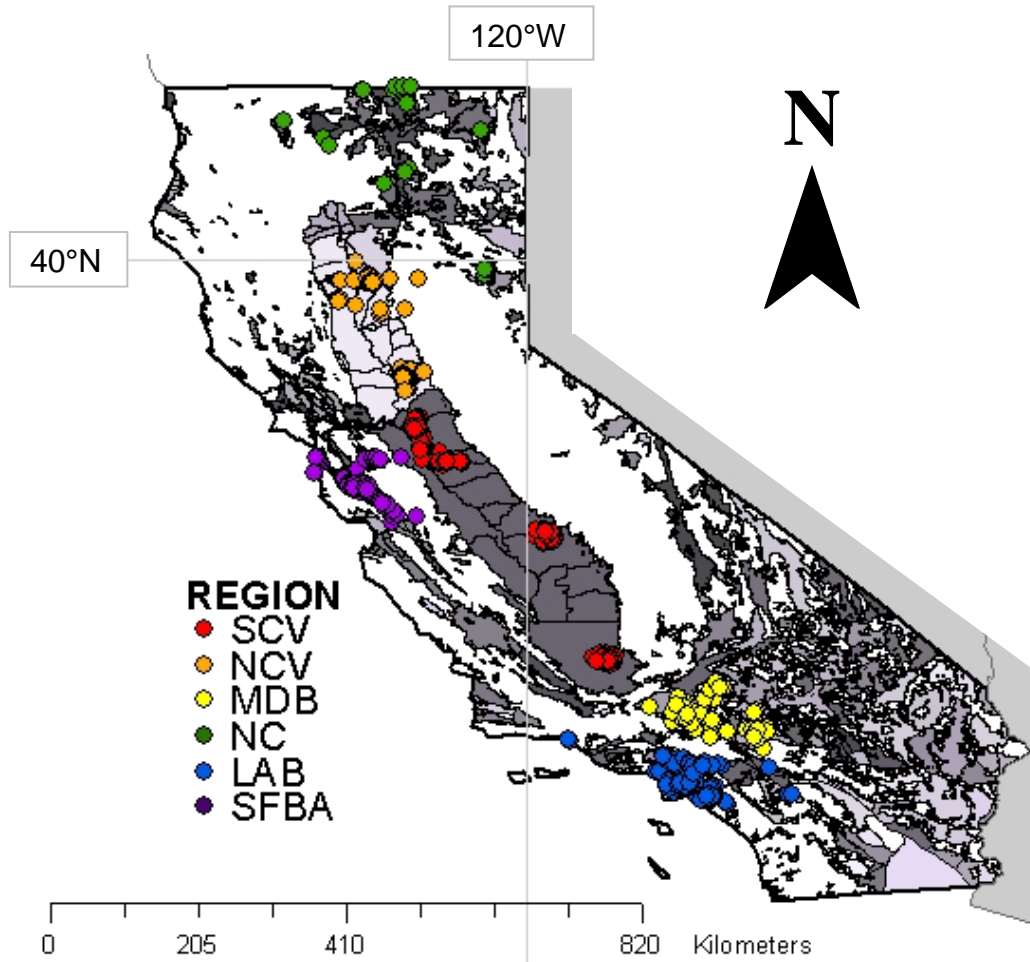 120°W
N
40°N
REGION
SCV
NCV
MDB
NC
LAB
SFBA
0 205 410 820 Kilometers